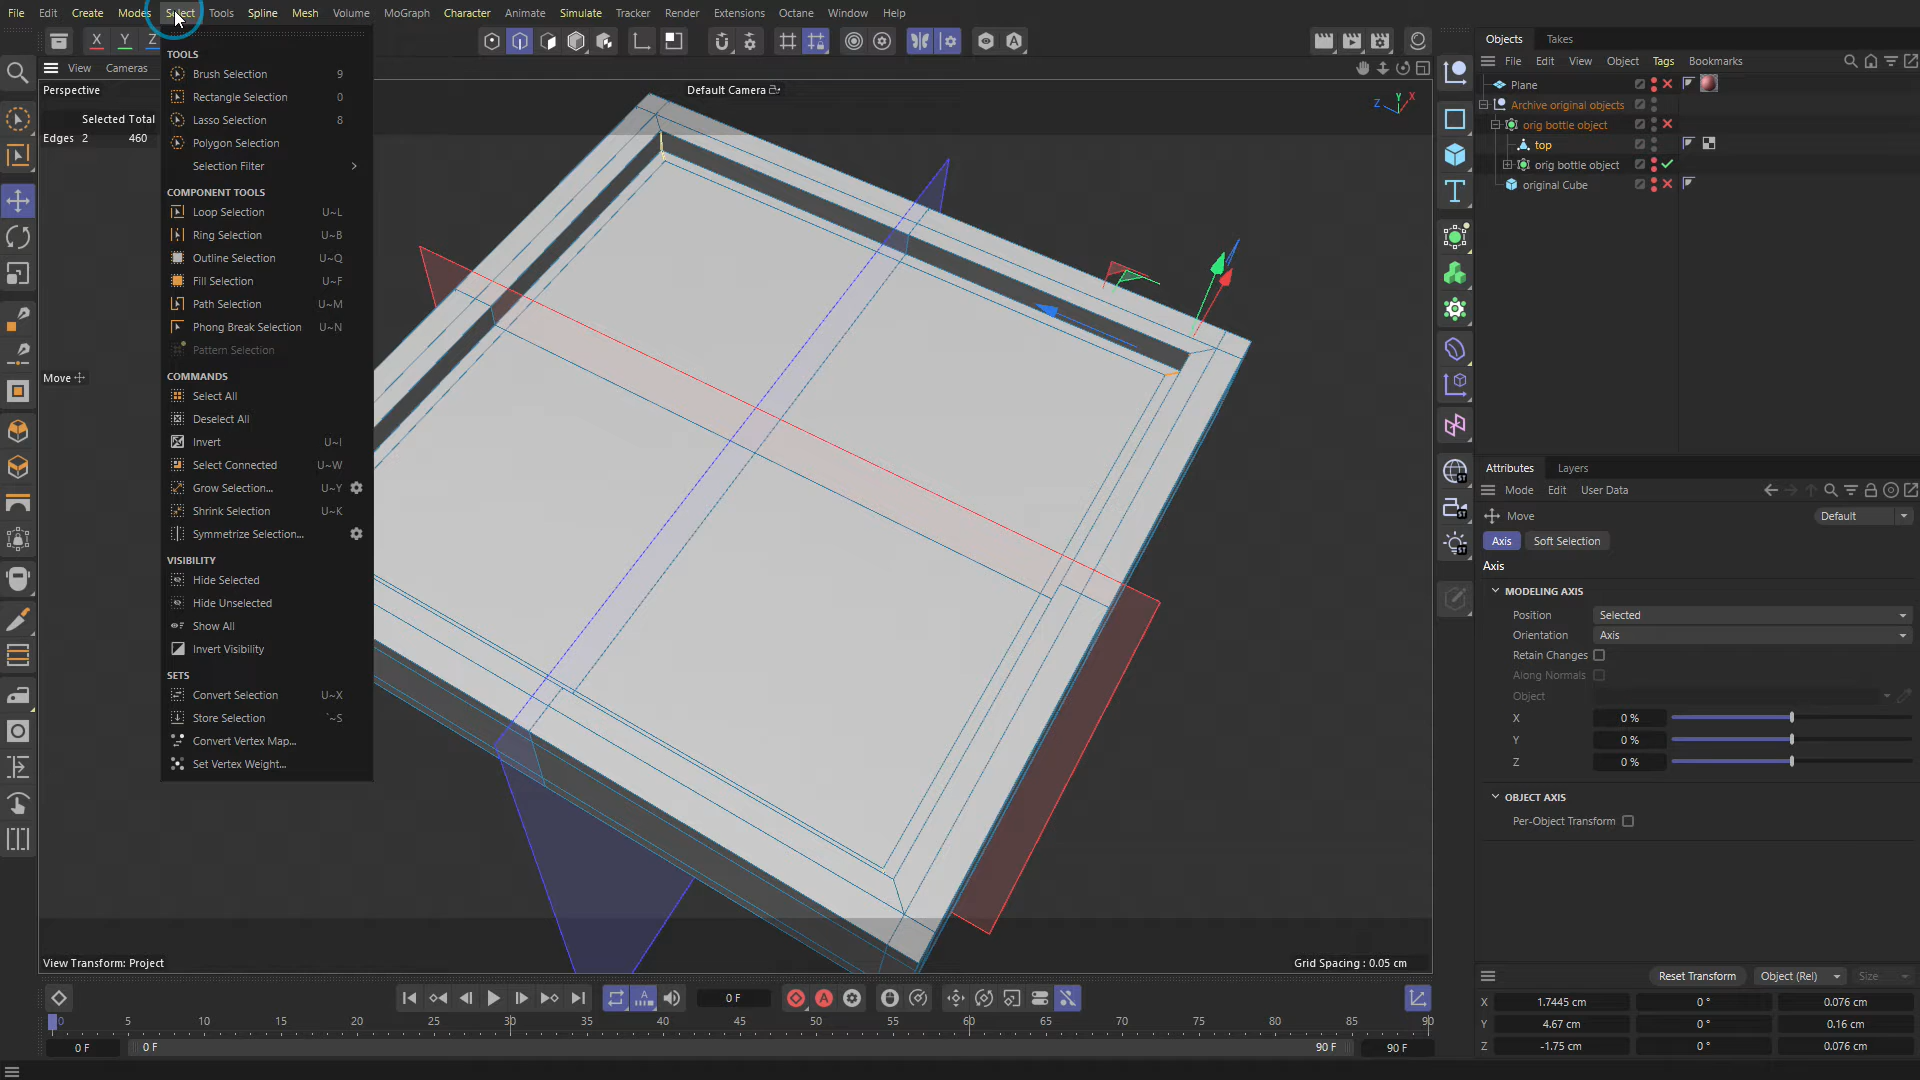 File Edit Create Modes Select Tools Spline Mesh Volume MoGraph Character Animate Simulate Tracker Render Extensions Octane Window Help
X Y Z
View Cameras
Perspective
Default Camera
Selected Total
Edges 2 460
Move
TOOLS
Brush Selection 9
Rectangle Selection 0
Lasso Selection 8
Polygon Selection
Selection Filter
COMPONENT TOOLS
Loop Selection U~L
Ring Selection U~B
Outline Selection U~Q
Fill Selection U~F
Path Selection U~M
Phong Break Selection U~N
Pattern Selection
COMMANDS
Select All
Deselect All
Invert U~I
Select Connected U~W
Grow Selection... U~Y
Shrink Selection U~K
Symmetrize Selection...
VISIBILITY
Hide Selected
Hide Unselected
Show All
Invert Visibility
SETS
Convert Selection U~X
Store Selection `~S
Convert Vertex Map...
Set Vertex Weight...
Z Y X
View Transform: Project
Grid Spacing : 0.05 cm
Objects Takes
File Edit View Object Tags Bookmarks
Plane
Archive original objects
orig bottle object
top
orig bottle object
original Cube
Attributes Layers
Mode Edit User Data
Move Default
Axis Soft Selection
Axis
MODELING AXIS
Position Selected
Orientation Axis
Retain Changes
Along Normals
Object
X 0 %
Y 0 %
Z 0 %
OBJECT AXIS
Per-Object Transform
Reset Transform Object (Rel) Size
X 1.7445 cm 0 ° 0.076 cm
Y 4.67 cm 0 ° 0.16 cm
Z -1.75 cm 0 ° 0.076 cm
0 F
0 5 10 15 20 25 30 35 40 45 50 55 60 65 70 75 80 85 90
0 F 0 F 90 F 90 F